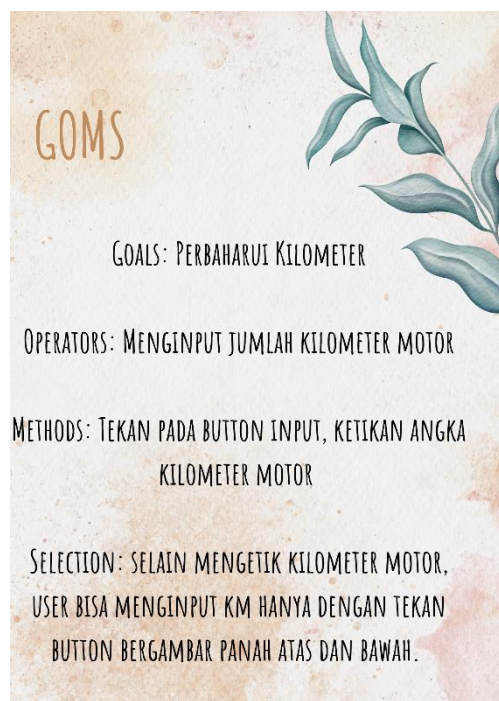 GOMS
Goals: Perbaharui Kilometer
Operators: Menginput jumlah kilometer motor
Methods: Tekan pada button input, ketikan angka
kilometer motor
Selection: selain mengetik kilometer motor,
user bisa menginput km hanya dengan tekan
button bergambar panah atas dan bawah.